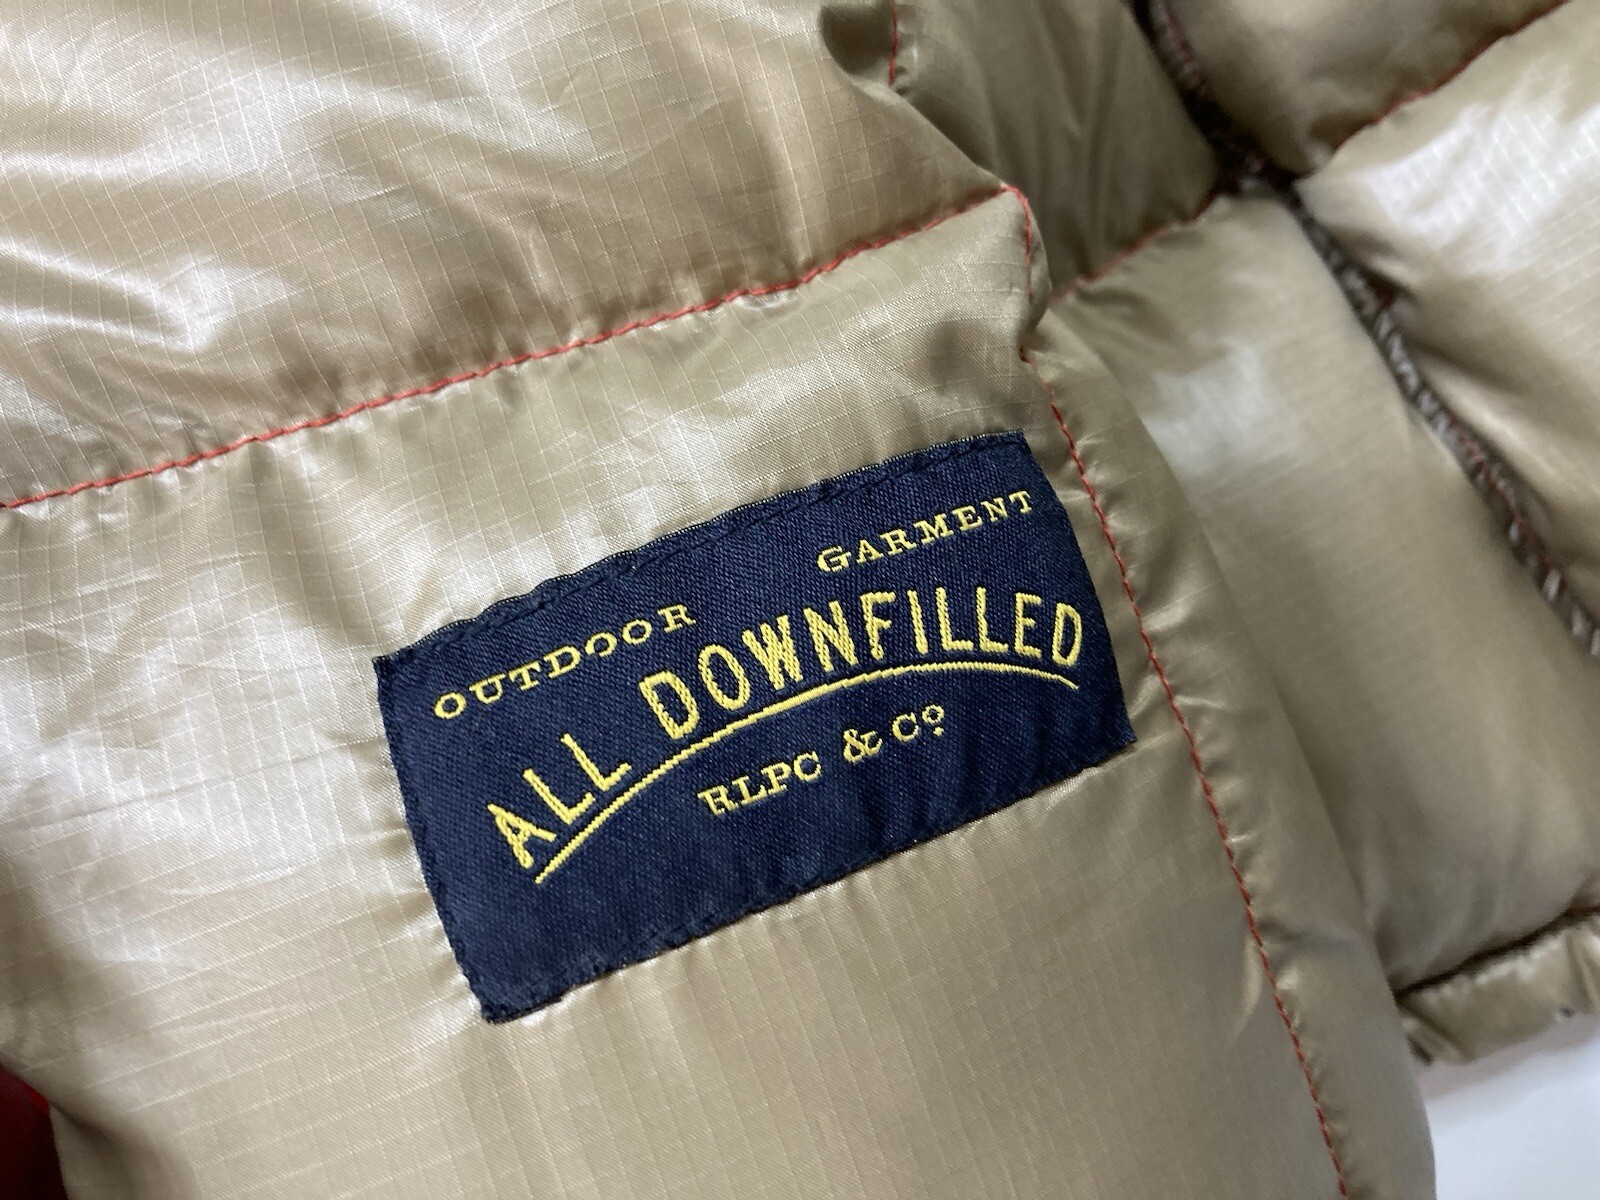 OUTDOOR GARMENT
ALL DOWNFILLED
RLPC & Cº